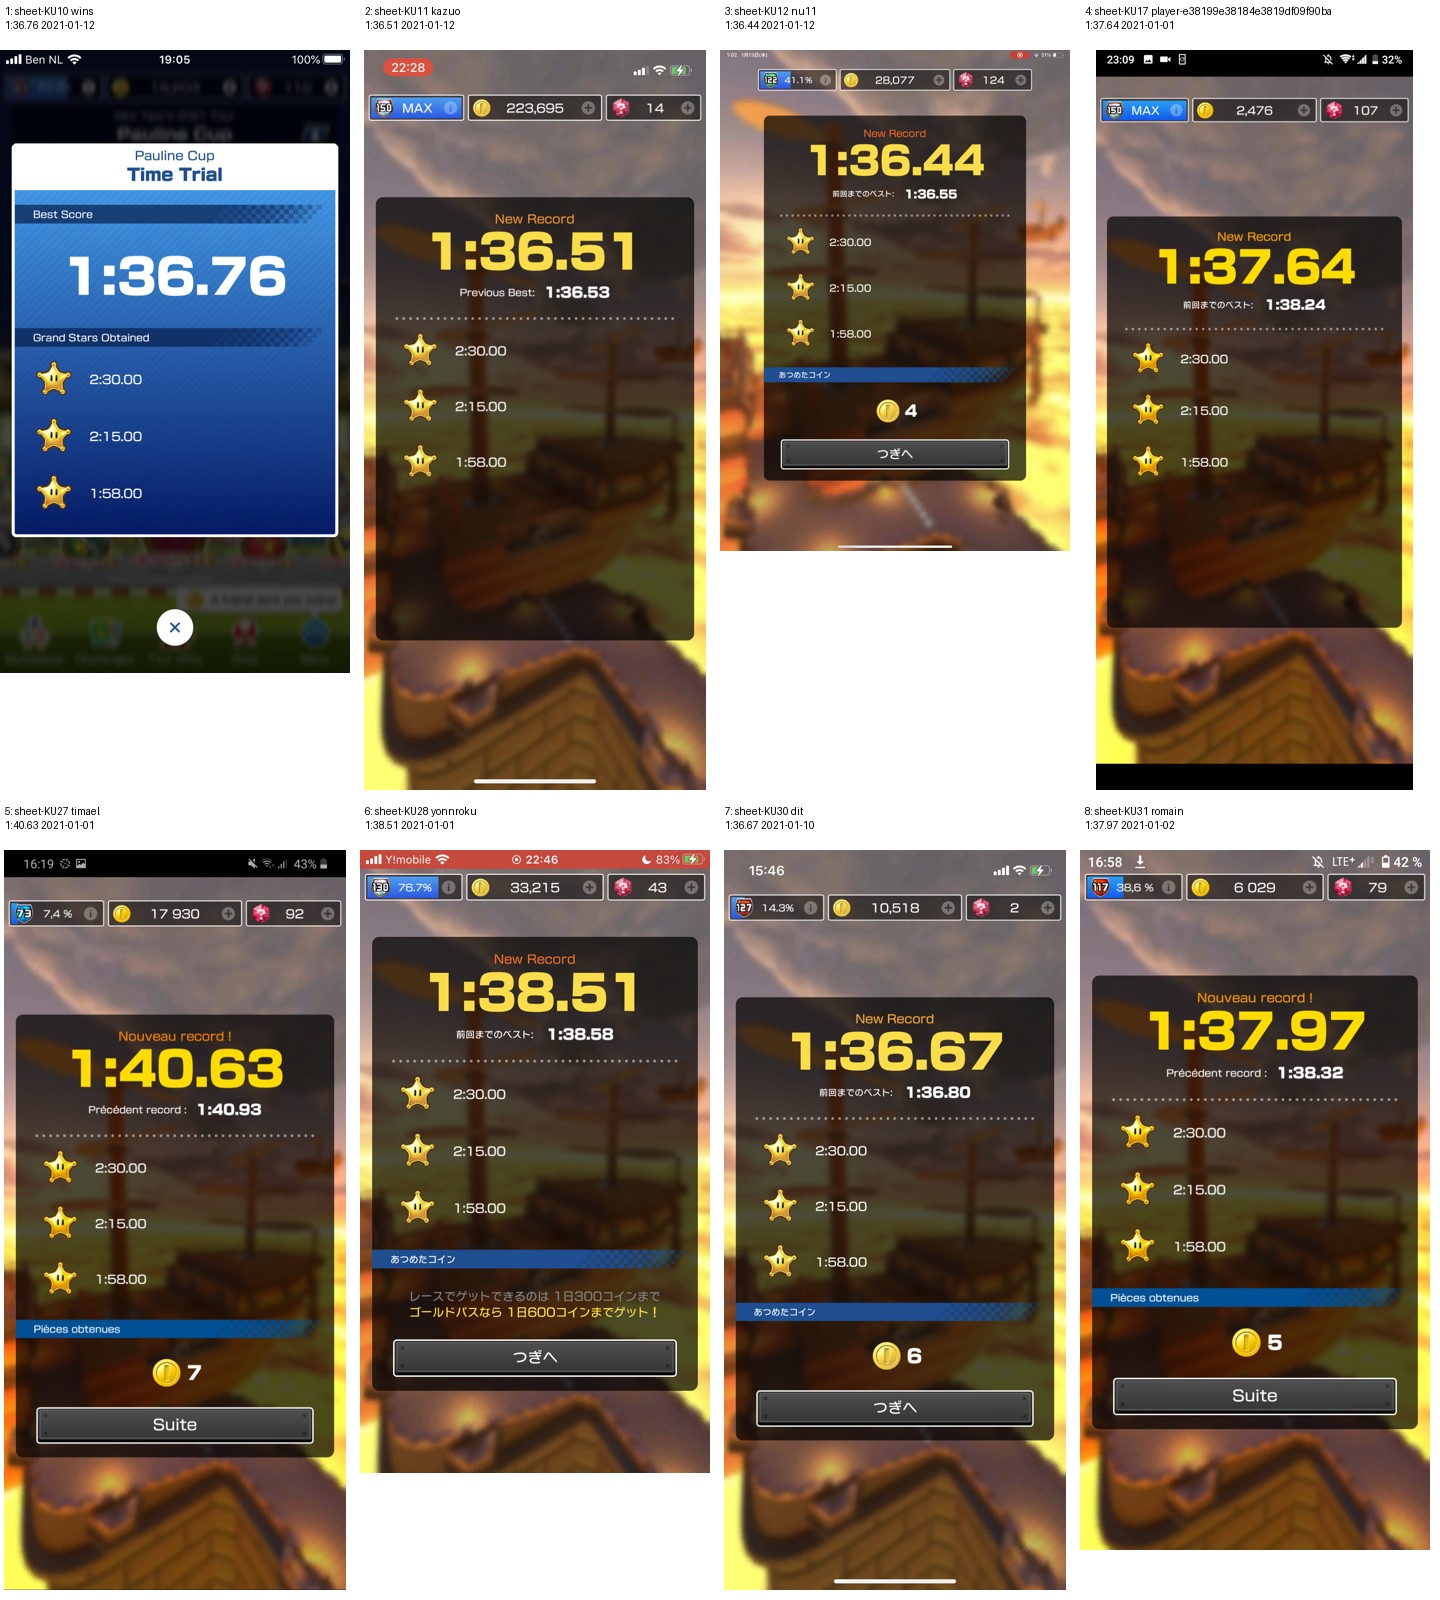 1: sheet-KU10 wins
1:36.76 2021-01-12
Ben NL
19:05
100%
Pauline Cup
Pauline Cup
Time Trial
Best Score
1:36.76
Grand Stars Obtained
2:30.00
2:15.00
1:58.00
2: sheet-KU11 kazuo
1:36.51 2021-01-12
22:28
150 MAX
223,695
14
New Record
1:36.51
Previous Best: 1:36.53
2:30.00
2:15.00
1:58.00
3: sheet-KU12 nu11
1:36.44 2021-01-12
1:02 1月13日(水)
31%
122 41.1%
28,077
124
New Record
1:36.44
前回までのベスト: 1:36.55
2:30.00
2:15.00
1:58.00
あつめたコイン
4
つぎへ
4: sheet-KU17 player-e38199e38184e3819df09f90ba
1:37.64 2021-01-01
23:09
32%
150 MAX
2,476
107
New Record
1:37.64
前回までのベスト: 1:38.24
2:30.00
2:15.00
1:58.00
5: sheet-KU27 timael
1:40.63 2021-01-01
16:19
43%
73 7,4 %
17 930
92
Nouveau record !
1:40.63
Précédent record : 1:40.93
2:30.00
2:15.00
1:58.00
Pièces obtenues
7
Suite
6: sheet-KU28 yonnroku
1:38.51 2021-01-01
Y!mobile
22:46
83%
130 76.7%
33,215
43
New Record
1:38.51
前回までのベスト: 1:38.58
2:30.00
2:15.00
1:58.00
あつめたコイン
レースでゲットできるのは 1日300コインまで
ゴールドパスなら 1日600コインまでゲット！
つぎへ
7: sheet-KU30 dit
1:36.67 2021-01-10
15:46
127 14.3%
10,518
2
New Record
1:36.67
前回までのベスト: 1:36.80
2:30.00
2:15.00
1:58.00
あつめたコイン
6
つぎへ
8: sheet-KU31 romain
1:37.97 2021-01-02
16:58
LTE+
42 %
117 38,6 %
6 029
79
Nouveau record !
1:37.97
Précédent record : 1:38.32
2:30.00
2:15.00
1:58.00
Pièces obtenues
5
Suite